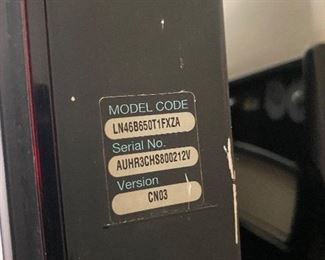 MODEL CODE
LN46B650T1FXZA
Serial No.
AUHR3CHS800212V
Version
CN03